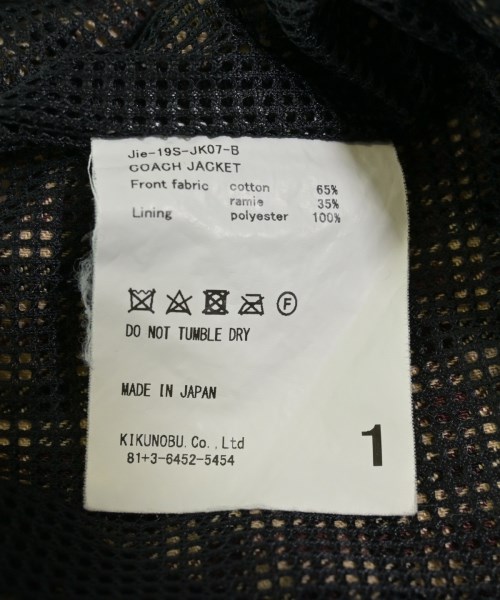 Jie-19S-JK07-B
COACH JACKET
Front fabric cotton 65%
ramie 35%
Lining polyester 100%
F
DO NOT TUMBLE DRY
MADE IN JAPAN
KIKUNOBU.Co.,Ltd
81+3-6452-5454
1